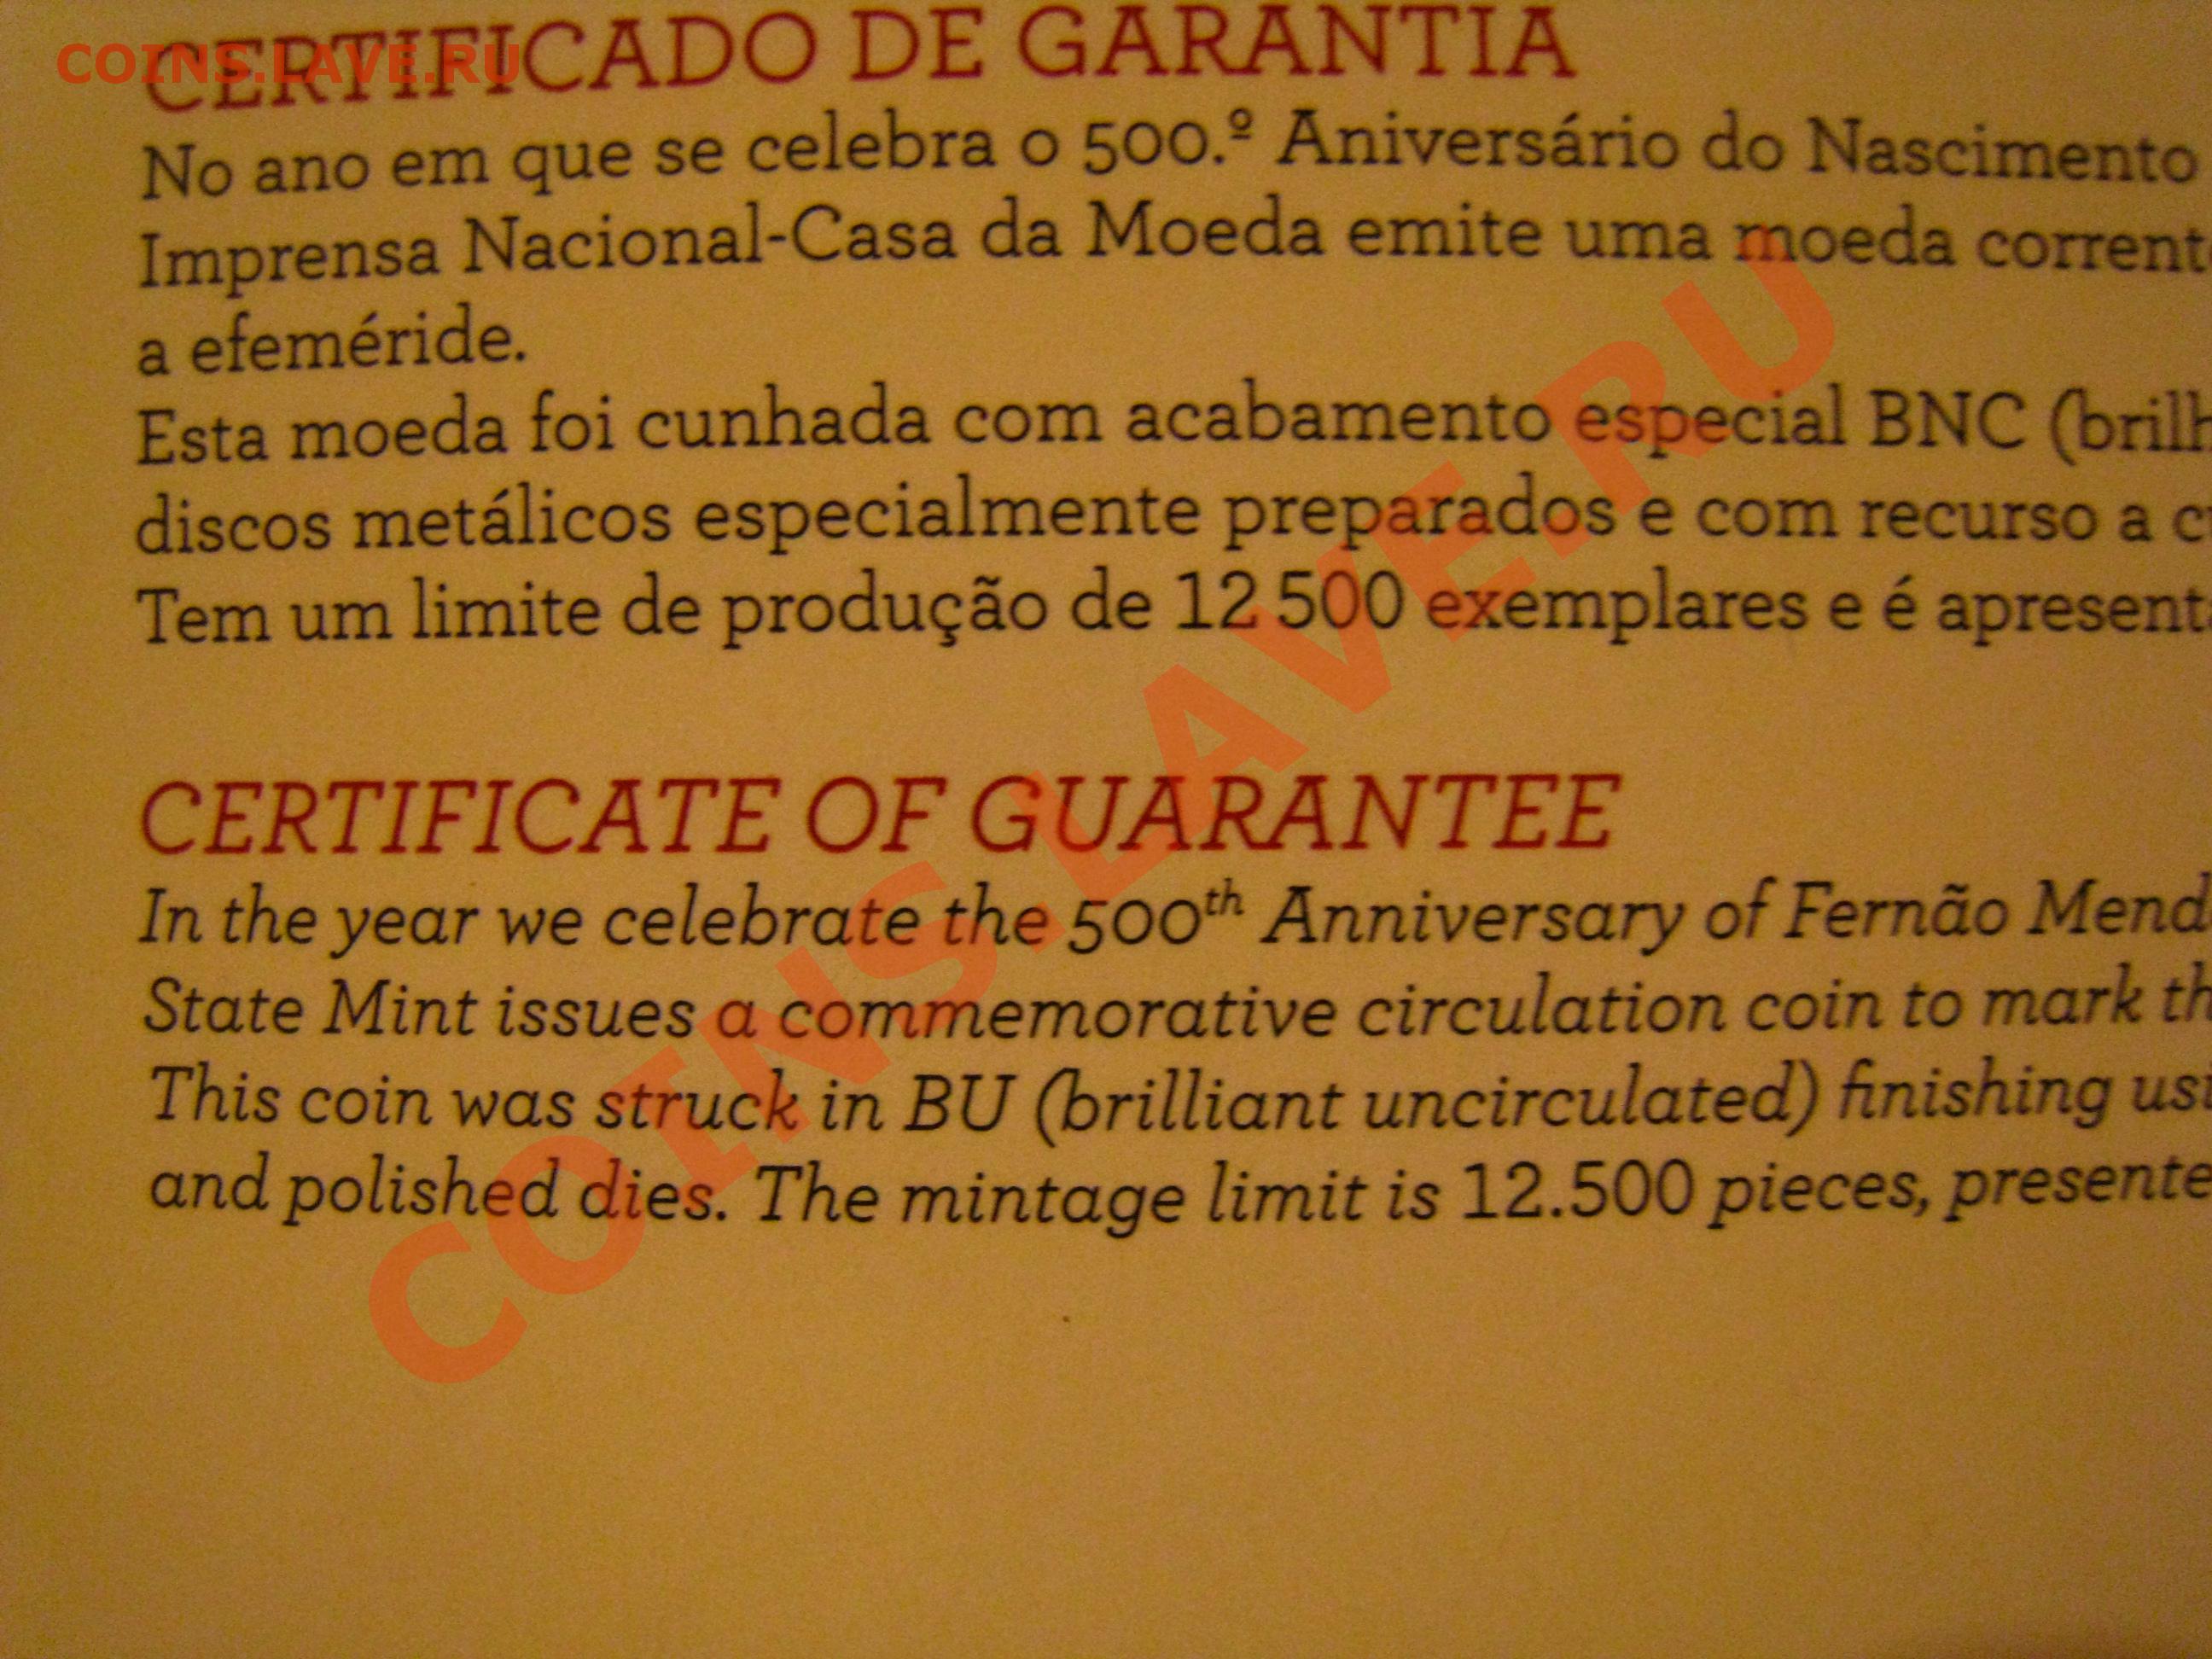 COINS.LAVE.RU
CERTIFICADO DE GARANTIA
No ano em que se celebra o 500.º Aniversário do Nascimento
Imprensa Nacional-Casa da Moeda emite uma moeda corrent
a efeméride.
Esta moeda foi cunhada com acabamento especial BNC (bril
discos metálicos especialmente preparados e com recurso a c
Tem um limite de produção de 12 500 exemplares e é apresent
CERTIFICATE OF GUARANTEE
In the year we celebrate the 500th Anniversary of Fernão Mend
State Mint issues a commemorative circulation coin to mark th
This coin was struck in BU (brilliant uncirculated) finishing usi
and polished dies. The mintage limit is 12.500 pieces, presente
COINS.LAVE.RU